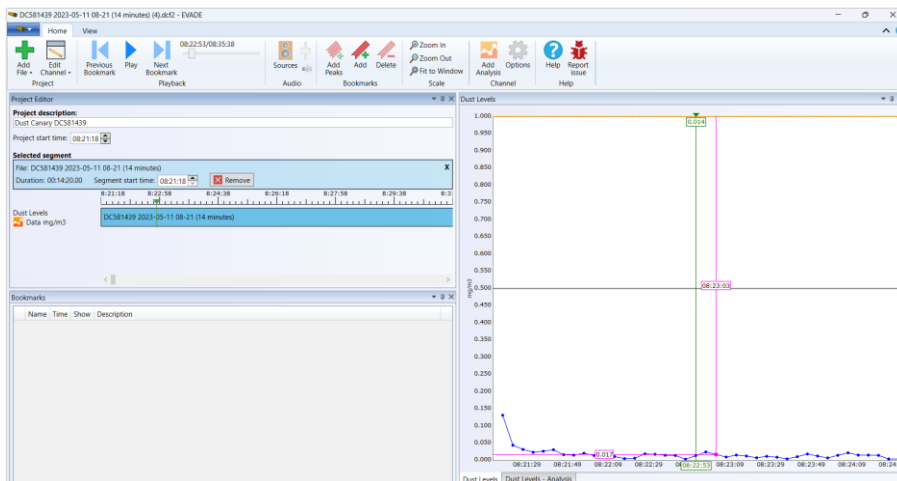 DC581439 2023-05-11 08-21 (14 minutes) (4).dcf2 - EVADE
Home View
08:22:53/08:35:38
Add File
Edit Channel
Previous Bookmark
Play
Next Bookmark
Sources
Add Peaks
Add
Delete
Zoom In
Zoom Out
Fit to Window
Add Analysis
Options
Help
Report issue
Project
Playback
Audio
Bookmarks
Scale
Channel
Help
Project Editor
Project description:
Dust Canary DC581439
Project start time: 08:21:18
Selected segment
File: DC581439 2023-05-11 08-21 (14 minutes) X
Duration: 00:14:20.00 Segment start time: 08:21:18 Remove
8:21:18 8:22:58 8:24:38 8:26:18 8:27:58 8:29:38
Dust Levels
Data mg/m3
DC581439 2023-05-11 08-21 (14 minutes)
Bookmarks
Name Time Show Description
Dust Levels
0.014
1.000
0.950
0.900
0.850
0.800
0.750
0.700
0.650
0.600
0.550
0.500
0.450
0.400
0.350
0.300
0.250
0.200
0.150
0.100
0.050
0.000
mg/m3
08:23:03
0.017
08:21:29 08:21:49 08:22:09 08:22:29 08:22:53 08:23:09 08:23:29 08:23:49 08:24:09
Dust Levels Dust Levels - Analysis